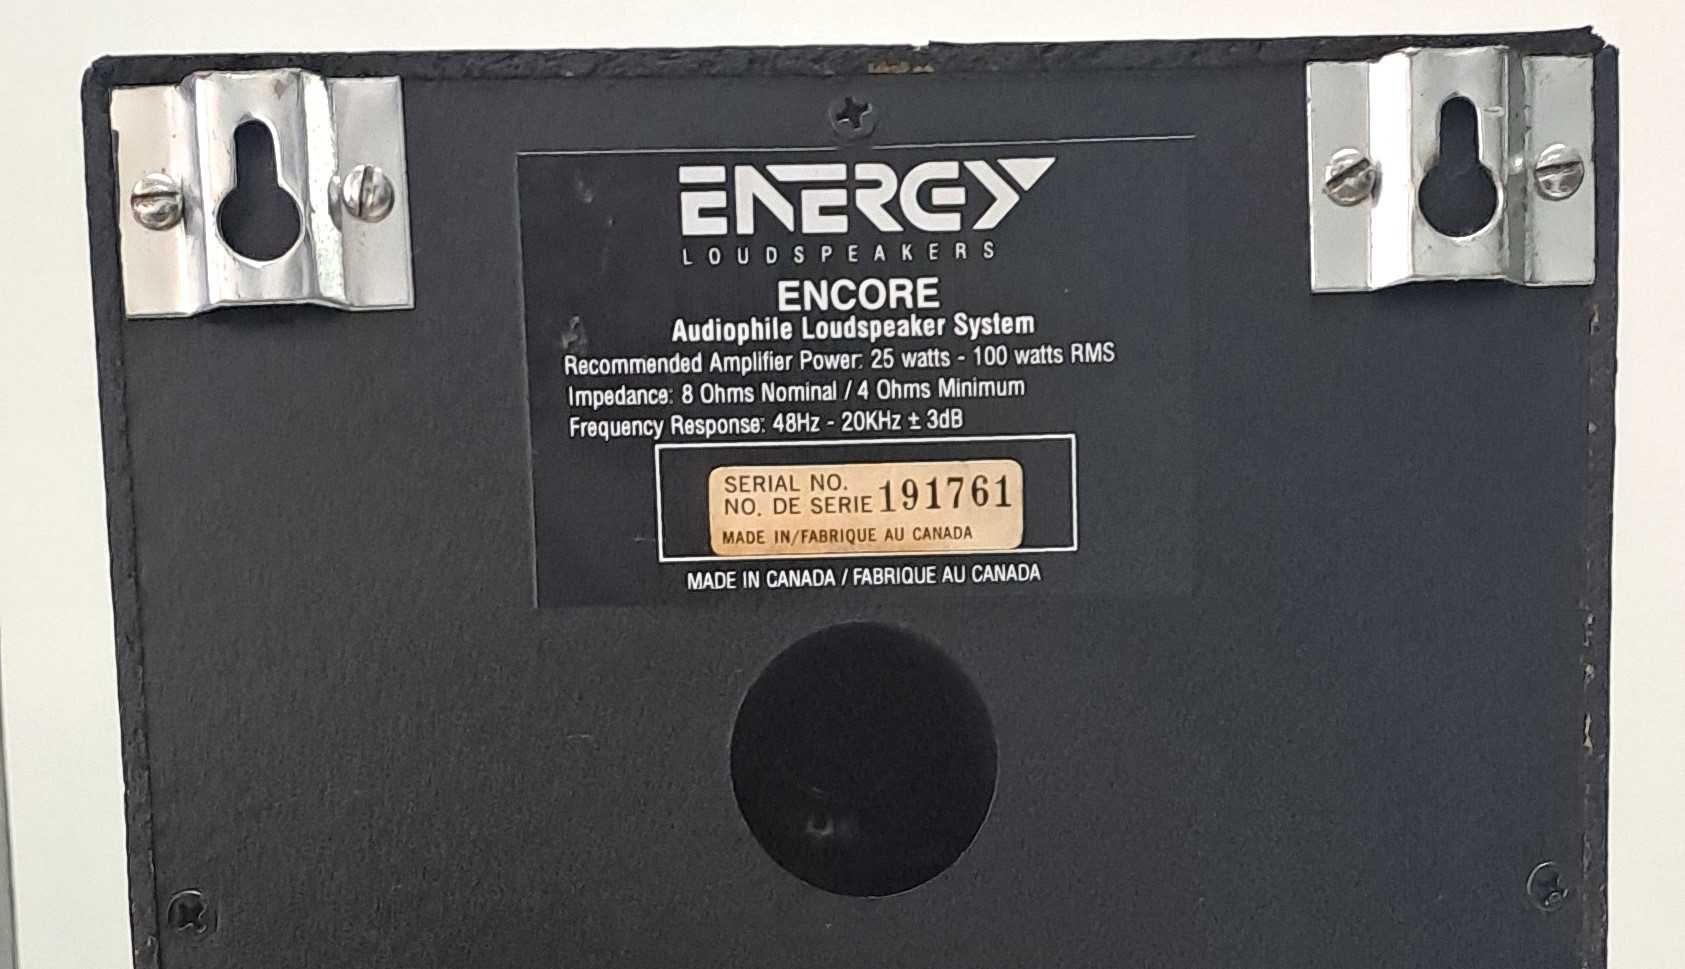 ENERGY
LOUDSPEAKERS
ENCORE
Audiophile Loudspeaker System
Recommended Amplifier Power: 25 watts - 100 watts RMS
Impedance: 8 Ohms Nominal / 4 Ohms Minimum
Frequency Response: 48Hz - 20KHz ± 3dB
SERIAL NO.
NO. DE SERIE 191761
MADE IN/FABRIQUE AU CANADA
MADE IN CANADA / FABRIQUE AU CANADA